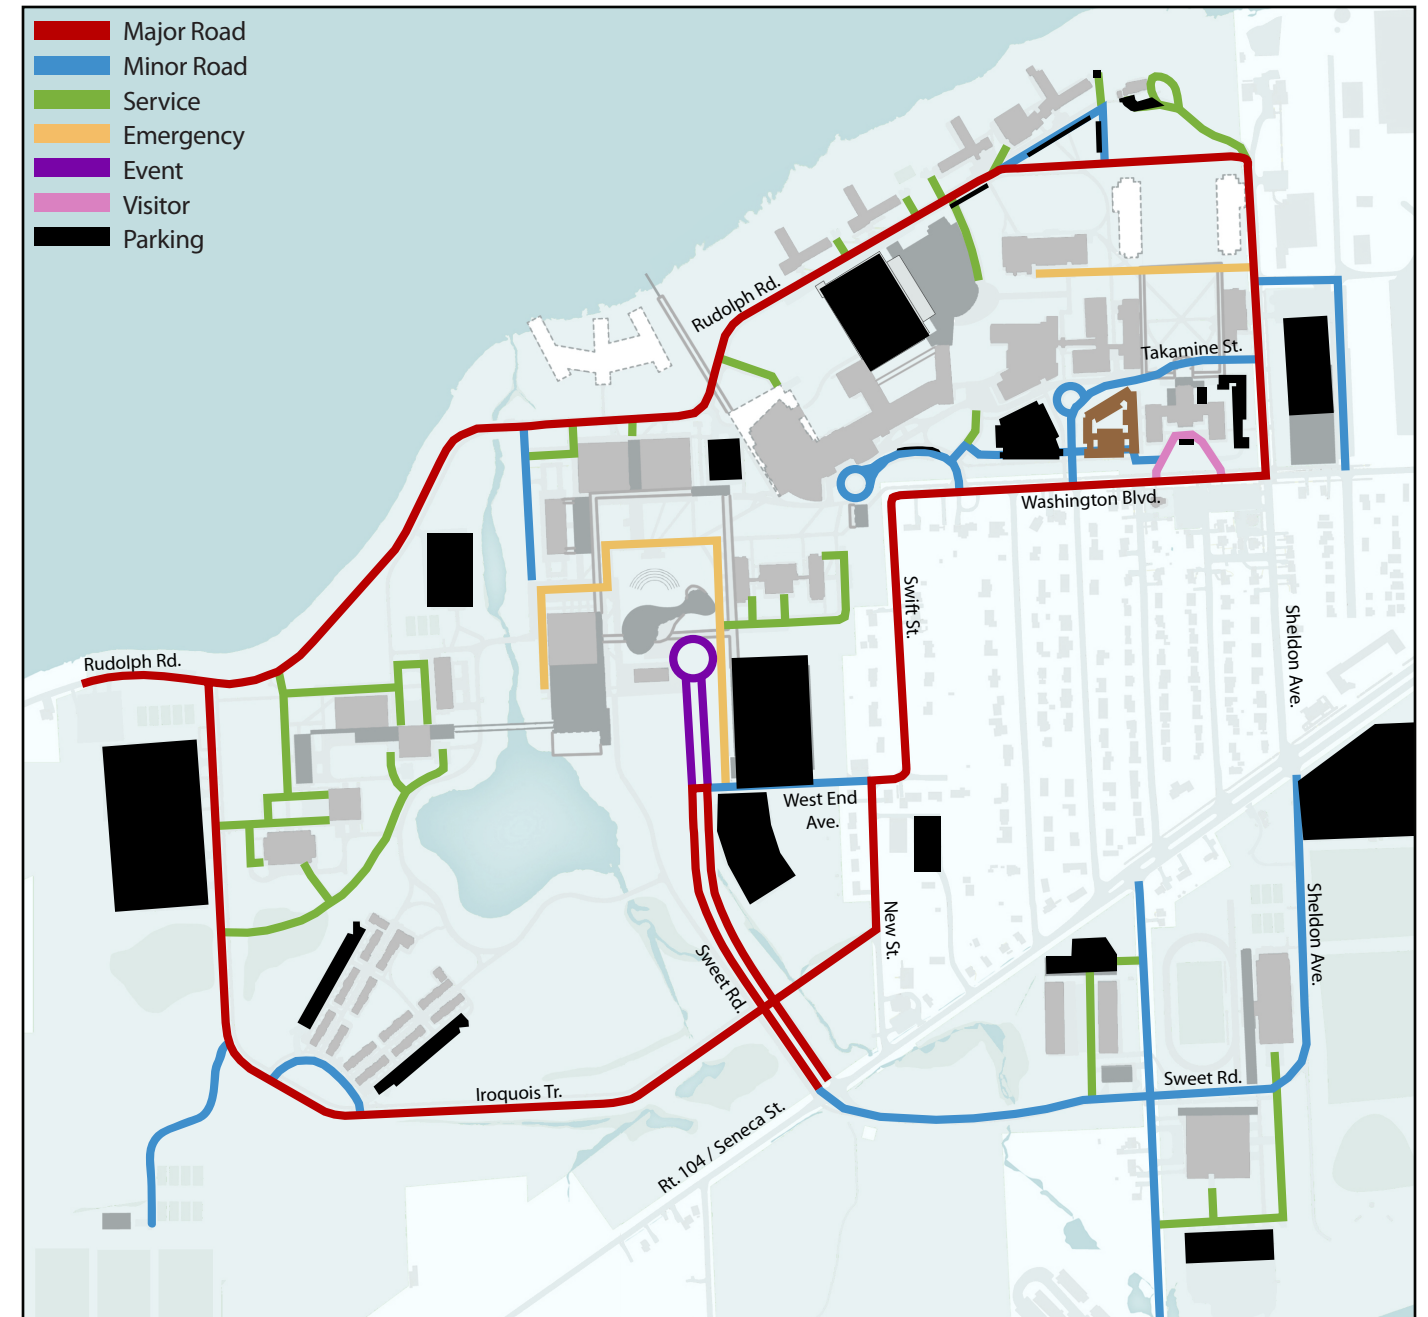 Major Road
Minor Road
Service
Emergency
Event
Visitor
Parking
Rudolph Rd.
Takamine St.
Washington Blvd.
Swift St.
Sheldon Ave.
Rudolph Rd.
West End
Ave.
New St.
Sheldon Ave.
Sweet Rd.
Sweet Rd.
Iroquois Tr.
Rt. 104 / Seneca St.